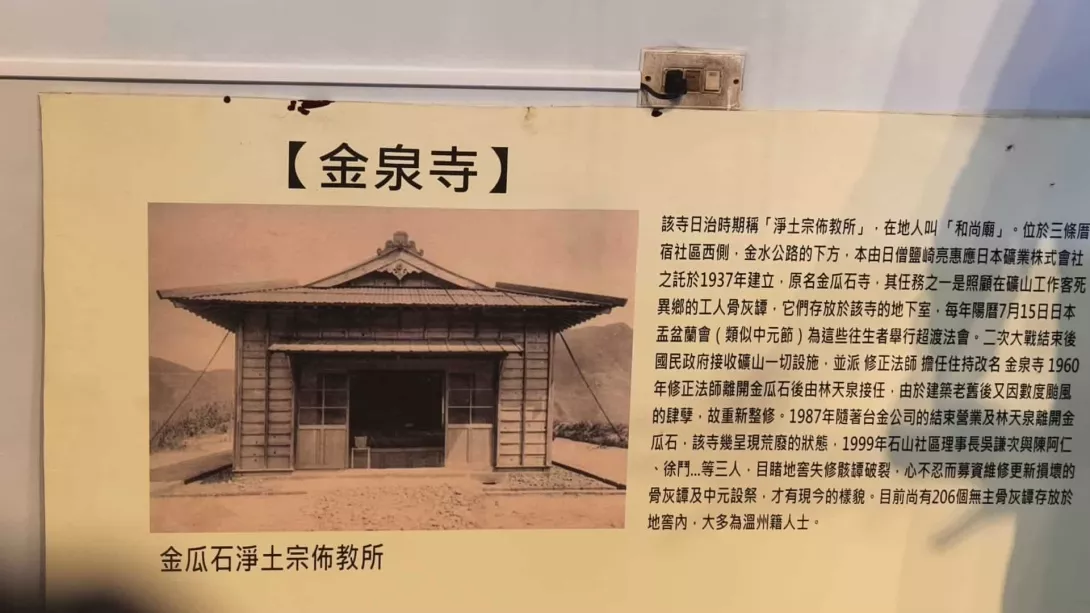 【金泉寺】
該寺日治時期稱「淨土宗佈教所」，在地人叫「和尚廟」。位於三條厝
宿社區西側，金水公路的下方，本由日僧鹽崎亮惠應日本礦業株式會社
之託於1937年建立，原名金瓜石寺，其任務之一是照顧在礦山工作客死
異鄉的工人骨灰罈，它們存放於該寺的地下室，每年陽曆7月15日日本
盂盆蘭會（類似中元節）為這些往生者舉行超渡法會。二次大戰結束後
國民政府接收礦山一切設施，並派 修正法師 擔任住持改名 金泉寺 1960
年修正法師離開金瓜石後由林天泉接任，由於建築老舊後又因數度颱風
的肆孽，故重新整修。1987年隨著台金公司的結束營業及林天泉離開金
瓜石，該寺幾呈現荒廢的狀態，1999年石山社區理事長吳謙次與陳阿仁
、徐鬥...等三人，目睹地窖失修骸罈破裂，心不忍而募資維修更新損壞的
骨灰罈及中元設祭，才有現今的樣貌。目前尚有206個無主骨灰罈存放於
地窖內，大多為溫州籍人士。
金瓜石淨土宗佈教所